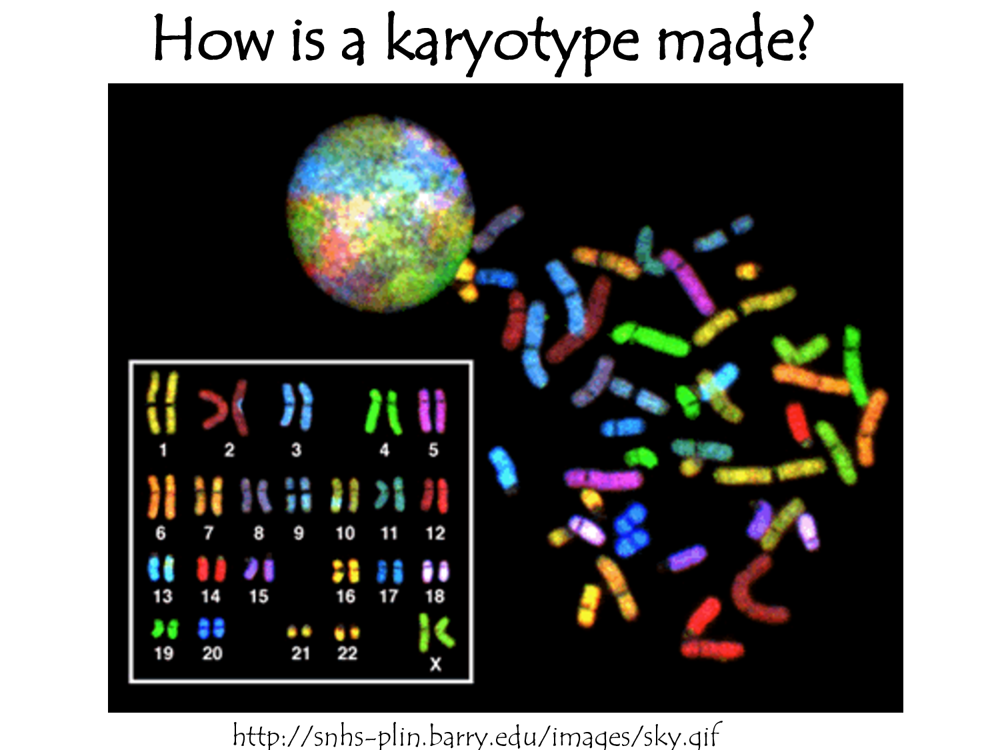 How is a karyotype made?
1 2 3 4 5
6 7 8 9 10 11 12
13 14 15 16 17 18
19 20 21 22 X
http://snhs-plin.barry.edu/images/sky.gif